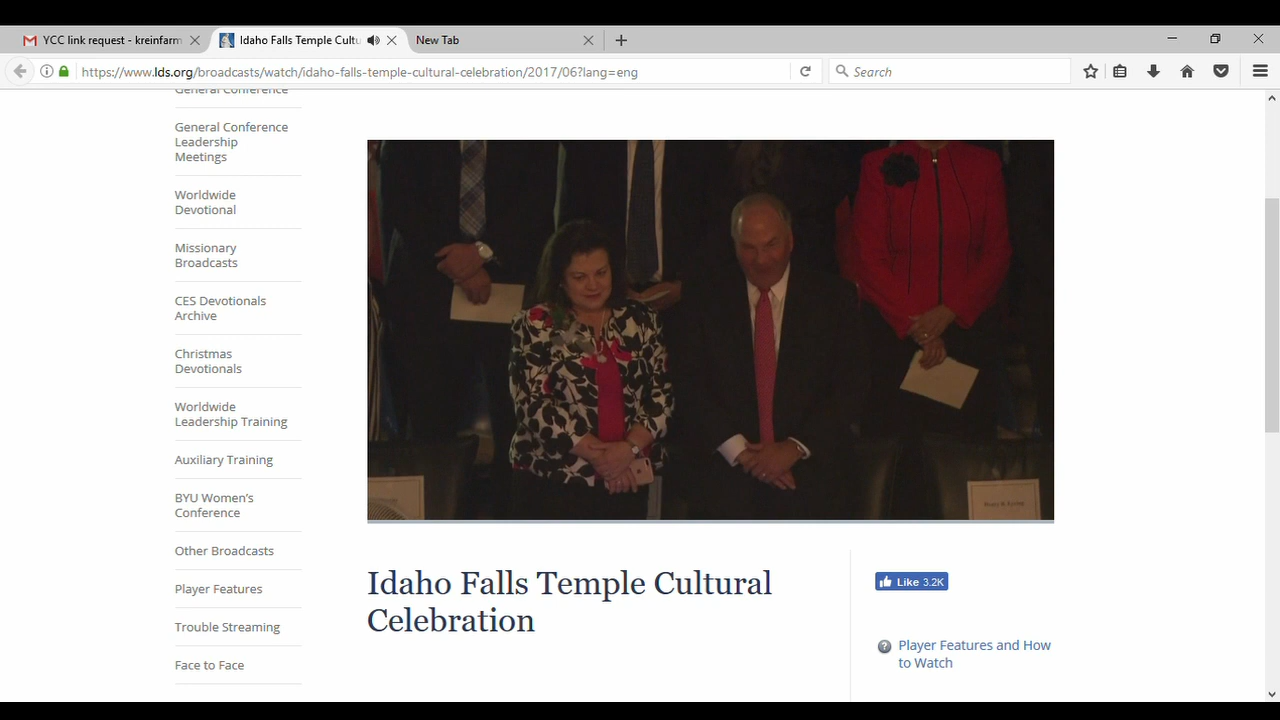 YCC link request - kreinfarm
Idaho Falls Temple Cultu
New Tab
https://www.lds.org/broadcasts/watch/idaho-falls-temple-cultural-celebration/2017/06?lang=eng
Search
General Conference
General Conference
Leadership
Meetings
Worldwide
Devotional
Missionary
Broadcasts
CES Devotionals
Archive
Christmas
Devotionals
Worldwide
Leadership Training
Auxiliary Training
BYU Women's
Conference
Other Broadcasts
Player Features
Trouble Streaming
Face to Face
Idaho Falls Temple Cultural
Celebration
Like 3.2K
Player Features and How
to Watch